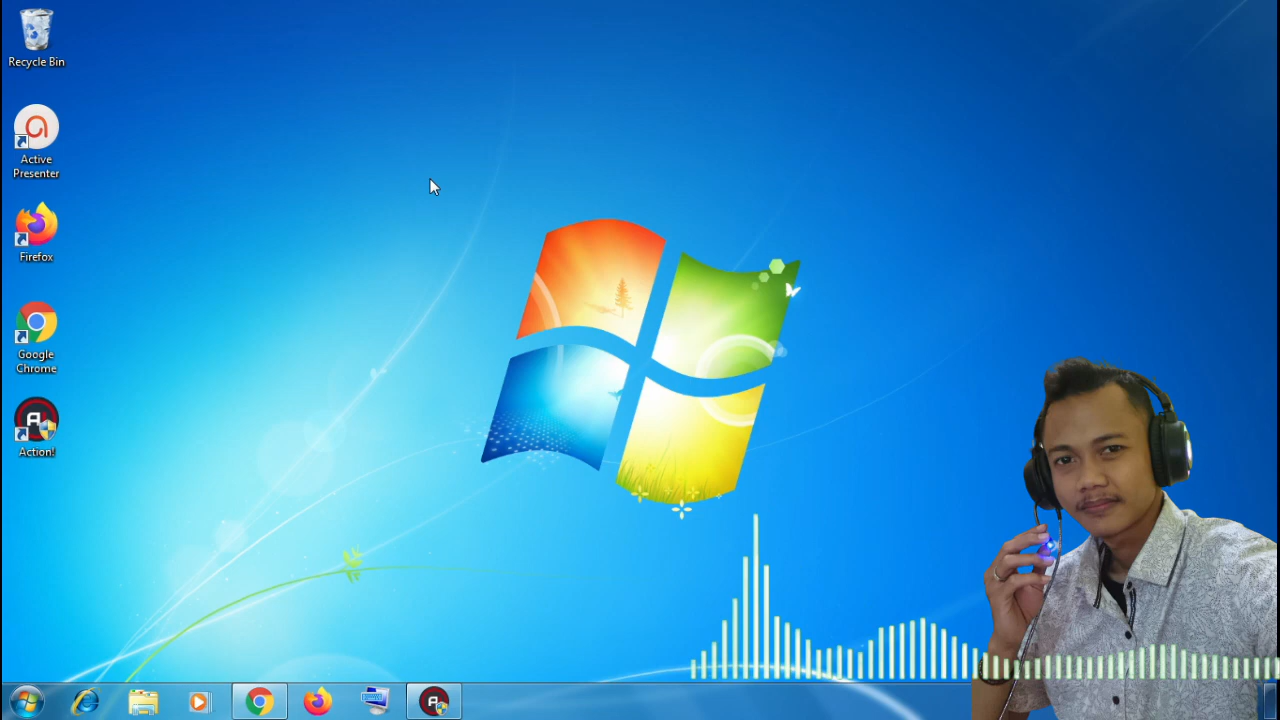 Recycle Bin
Active
Presenter
Firefox
Google
Chrome
Action!